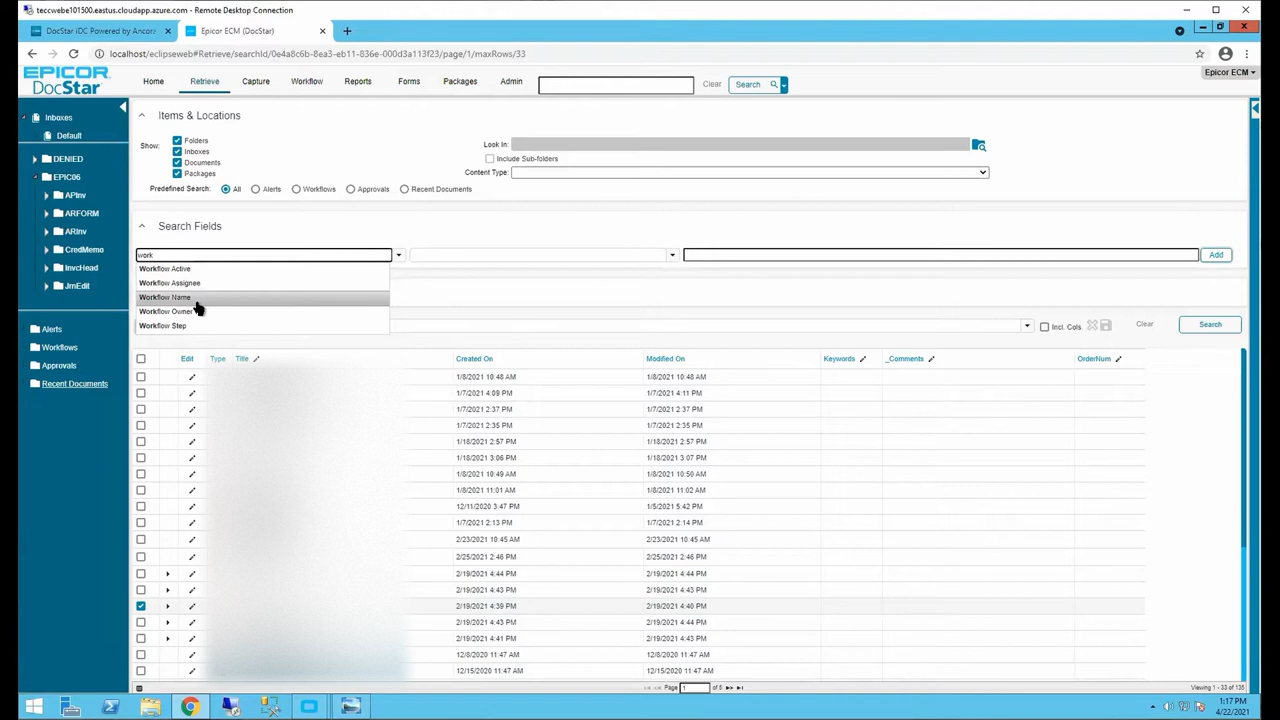 teccwebe101500.eastus.cloudapp.azure.com - Remote Desktop Connection
DocStar iDC Powered by Ancora
Epicor ECM (DocStar)
localhost/eclipseweb#Retrieve/searchId/0e4a8c6b-8ea3-eb11-836e-000d3a113f23/page/1/maxRows/33
EPICOR
DocStar
Home Retrieve Capture Workflow Reports Forms Packages Admin
Clear Search
Epicor ECM
Inboxes
Default
DENIED
EPIC06
APInv
ARFORM
ARInv
CredMemo
InvcHead
JmEdit
Alerts
Workflows
Approvals
Recent Documents
Items & Locations
Show:
Folders
Inboxes
Documents
Packages
Look In:
Include Sub-folders
Content Type:
Predefined Search: All Alerts Workflows Approvals Recent Documents
Search Fields
work
Add
Workflow Active
Workflow Assignee
Workflow Name
Workflow Owner
Workflow Step
Incl. Cols
Clear
Search
Edit Type Title Created On Modified On Keywords _Comments OrderNum
1/8/2021 10:48 AM 1/8/2021 10:48 AM
1/7/2021 4:09 PM 1/7/2021 4:11 PM
1/7/2021 2:37 PM 1/7/2021 2:37 PM
1/7/2021 2:35 PM 1/7/2021 2:35 PM
1/18/2021 2:57 PM 1/18/2021 2:57 PM
1/18/2021 3:06 PM 1/18/2021 3:07 PM
1/8/2021 10:49 AM 1/8/2021 10:50 AM
1/8/2021 11:01 AM 1/8/2021 11:02 AM
12/11/2020 3:47 PM 1/5/2021 5:42 PM
1/7/2021 2:13 PM 1/7/2021 2:14 PM
2/23/2021 10:45 AM 2/23/2021 10:45 AM
2/25/2021 2:46 PM 2/25/2021 2:46 PM
2/19/2021 4:44 PM 2/19/2021 4:44 PM
2/19/2021 4:43 PM 2/19/2021 4:43 PM
2/19/2021 4:39 PM 2/19/2021 4:40 PM
2/19/2021 4:43 PM 2/19/2021 4:44 PM
2/19/2021 4:41 PM 2/19/2021 4:43 PM
12/8/2020 11:47 AM 12/8/2020 11:47 AM
12/15/2020 11:47 AM 12/15/2020 11:47 AM
Page 1 of 5
Viewing 1 - 33 of 135
1:17 PM
4/22/2021